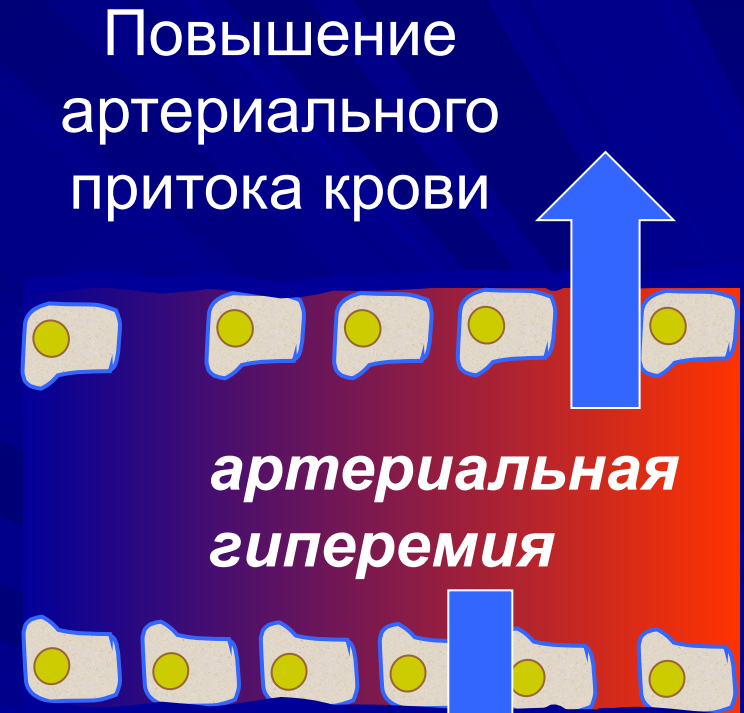 Повышение
артериального
притока крови
артериальная
гиперемия